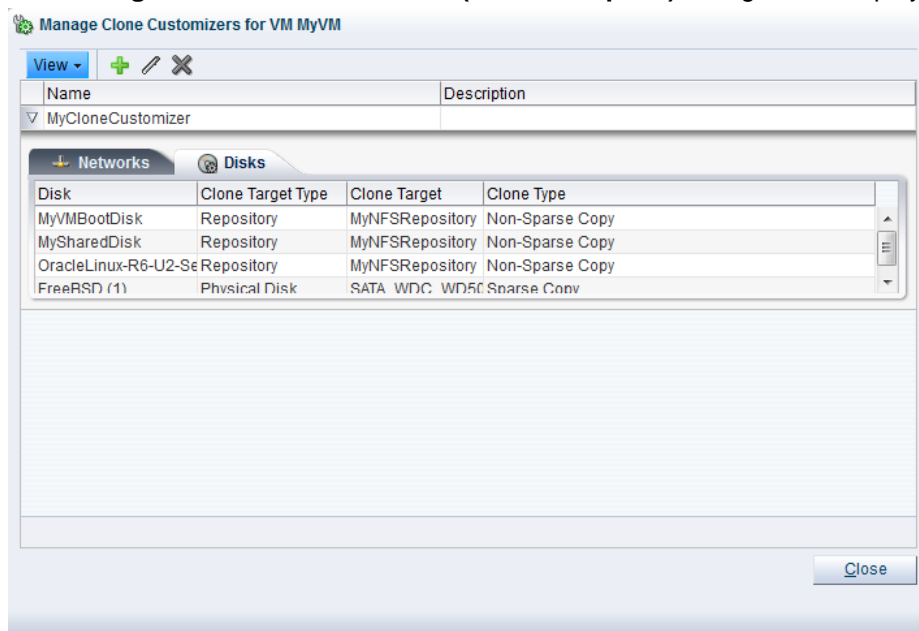 Manage Clone Customizers for VM MyVM
View
Name Description
MyCloneCustomizer
Networks Disks
Disk Clone Target Type Clone Target Clone Type
MyVMBootDisk Repository MyNFSRepository Non-Sparse Copy
MySharedDisk Repository MyNFSRepository Non-Sparse Copy
OracleLinux-R6-U2-Se Repository MyNFSRepository Non-Sparse Copy
FreeBSD (1) Physical Disk SATA_WDC_WD50 Sparse Copy
Close